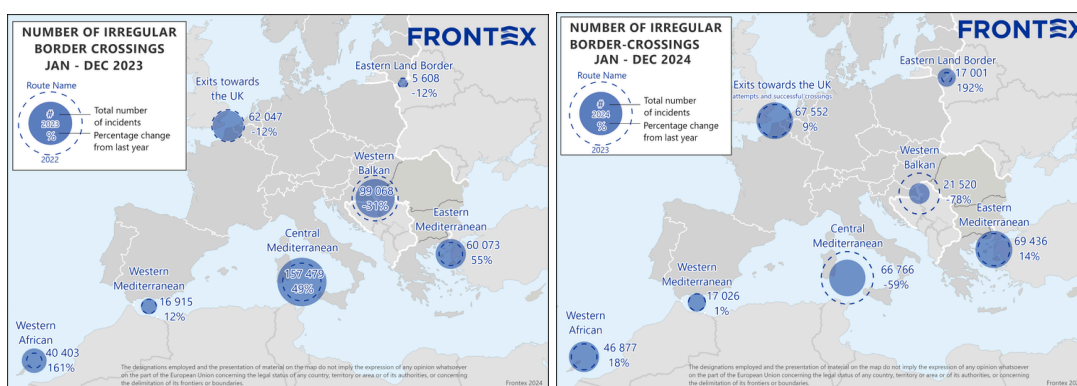 NUMBER OF IRREGULAR
BORDER CROSSINGS
JAN - DEC 2023
Route Name
#
2023
%
Total number
of incidents
Percentage change
from last year
2022
FRONTEX
Exits towards
the UK
62 047
-12%
Eastern Land Border
5 608
-12%
Western
Balkan
99 068
-31%
Eastern
Mediterranean
60 073
55%
Central
Mediterranean
157 479
49%
Western
Mediterranean
16 915
12%
Western
African
40 403
161%
The designations employed and the presentation of material on the map do not imply the expression of any opinion whatsoever
on the part of the European Union concerning the legal status of any country, territory or area or of its authorities, or concerning
the delimitation of its frontiers or boundaries.
Frontex 2024
NUMBER OF IRREGULAR
BORDER-CROSSINGS
JAN - DEC 2024
Route Name
#
2024
%
Total number
of incidents
Percentage change
from last year
2023
FRONTEX
Exits towards the UK
attempts and successful crossings
67 552
9%
Eastern Land Border
17 001
192%
Western
Balkan
21 520
-78%
Eastern
Mediterranean
69 436
14%
Central
Mediterranean
66 766
-59%
Western
Mediterranean
17 026
1%
Western
African
46 877
18%
The designations employed and the presentation of material on the map do not imply the expression of any opinion whatsoever
on the part of the European Union concerning the legal status of any country, territory or area or of its authorities, or concerning
the delimitation of its frontiers or boundaries.
Frontex 20